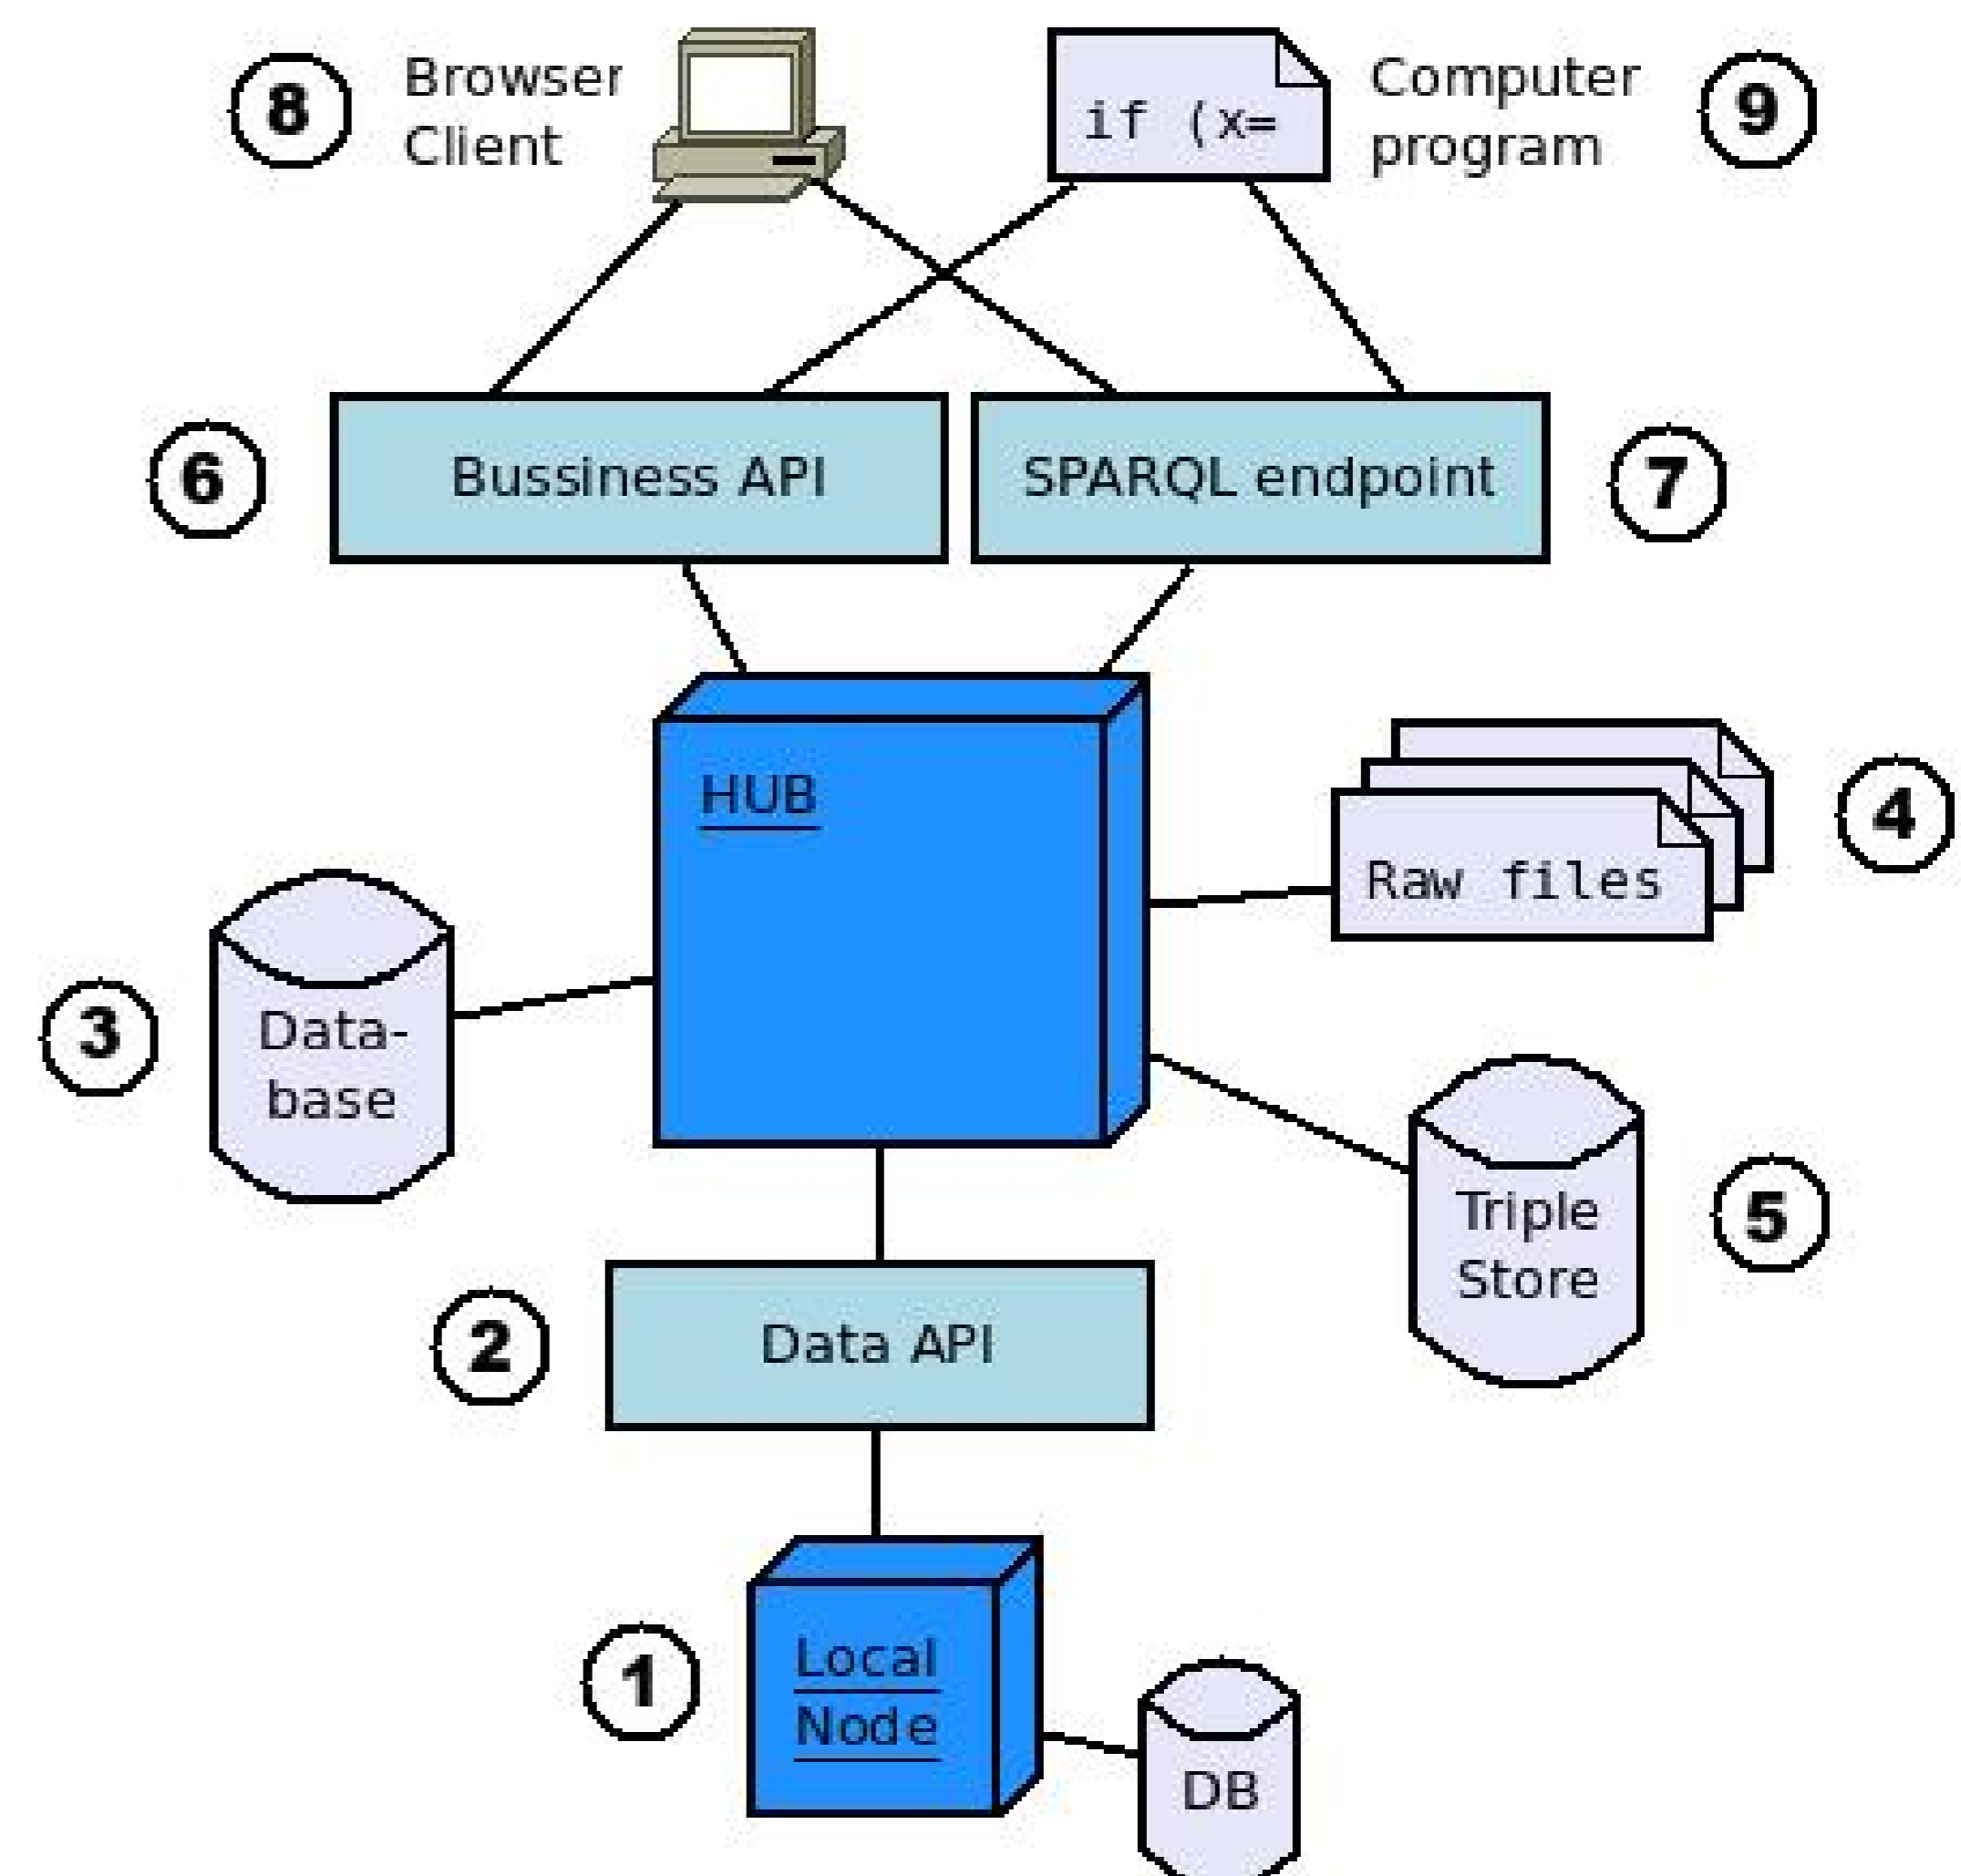 8
Browser
Client
if (x=
Computer
program
9
6
Bussiness API
SPARQL endpoint
7
HUB
Raw files
4
3
Data-
base
Triple
Store
5
2
Data API
1
Local
Node
DB